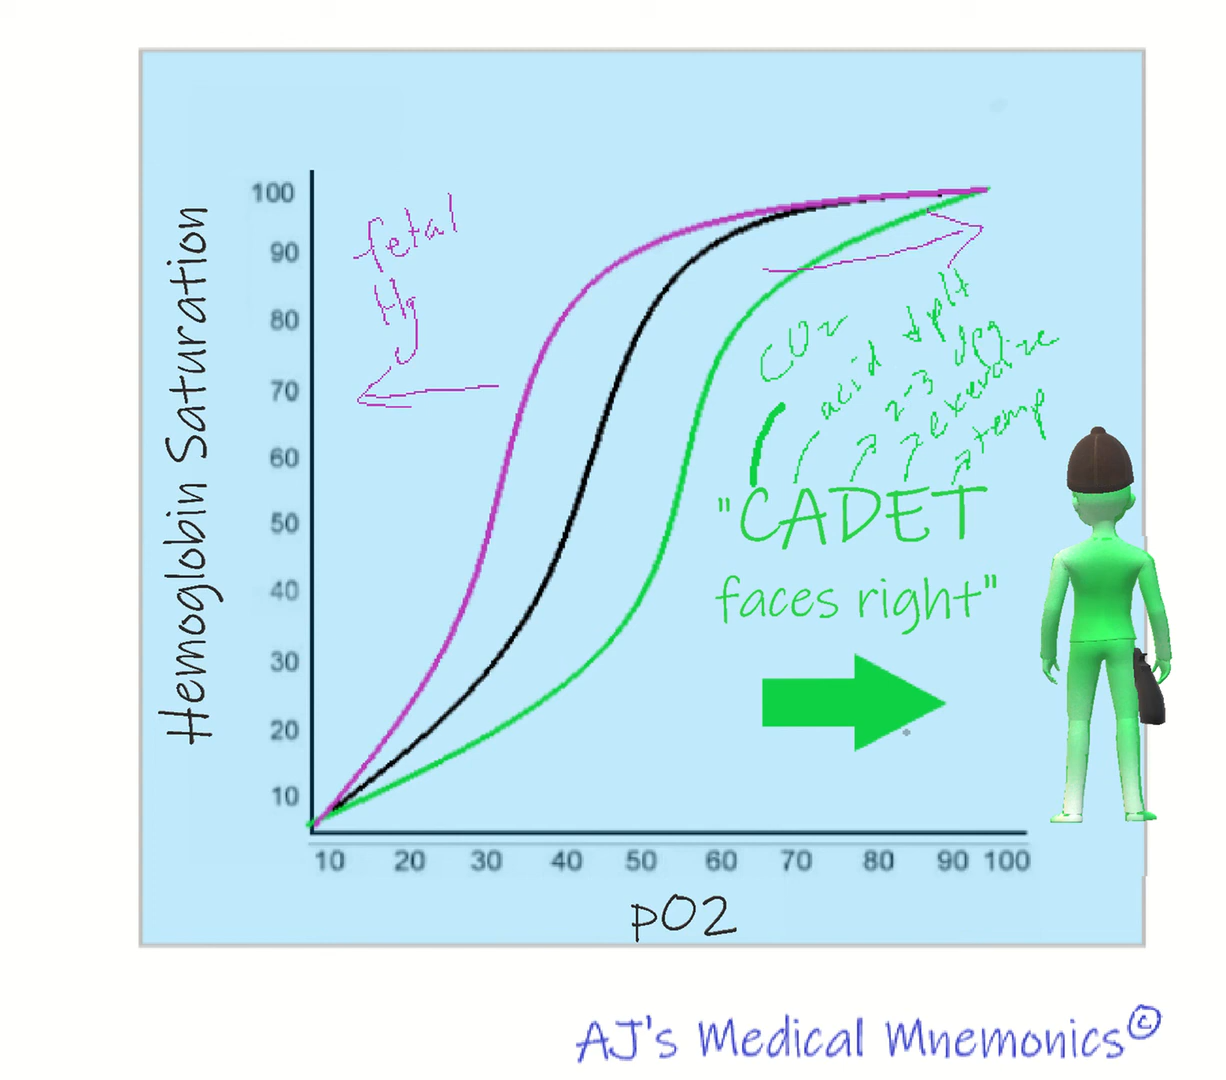 Hemoglobin Saturation
100
90
80
70
60
50
40
30
20
10
fetal
Hg
CO2
acid
2-3 dpg
exercize
temp
"CADET
faces right"
10 20 30 40 50 60 70 80 90 100
pO2
AJ's Medical Mnemonics©